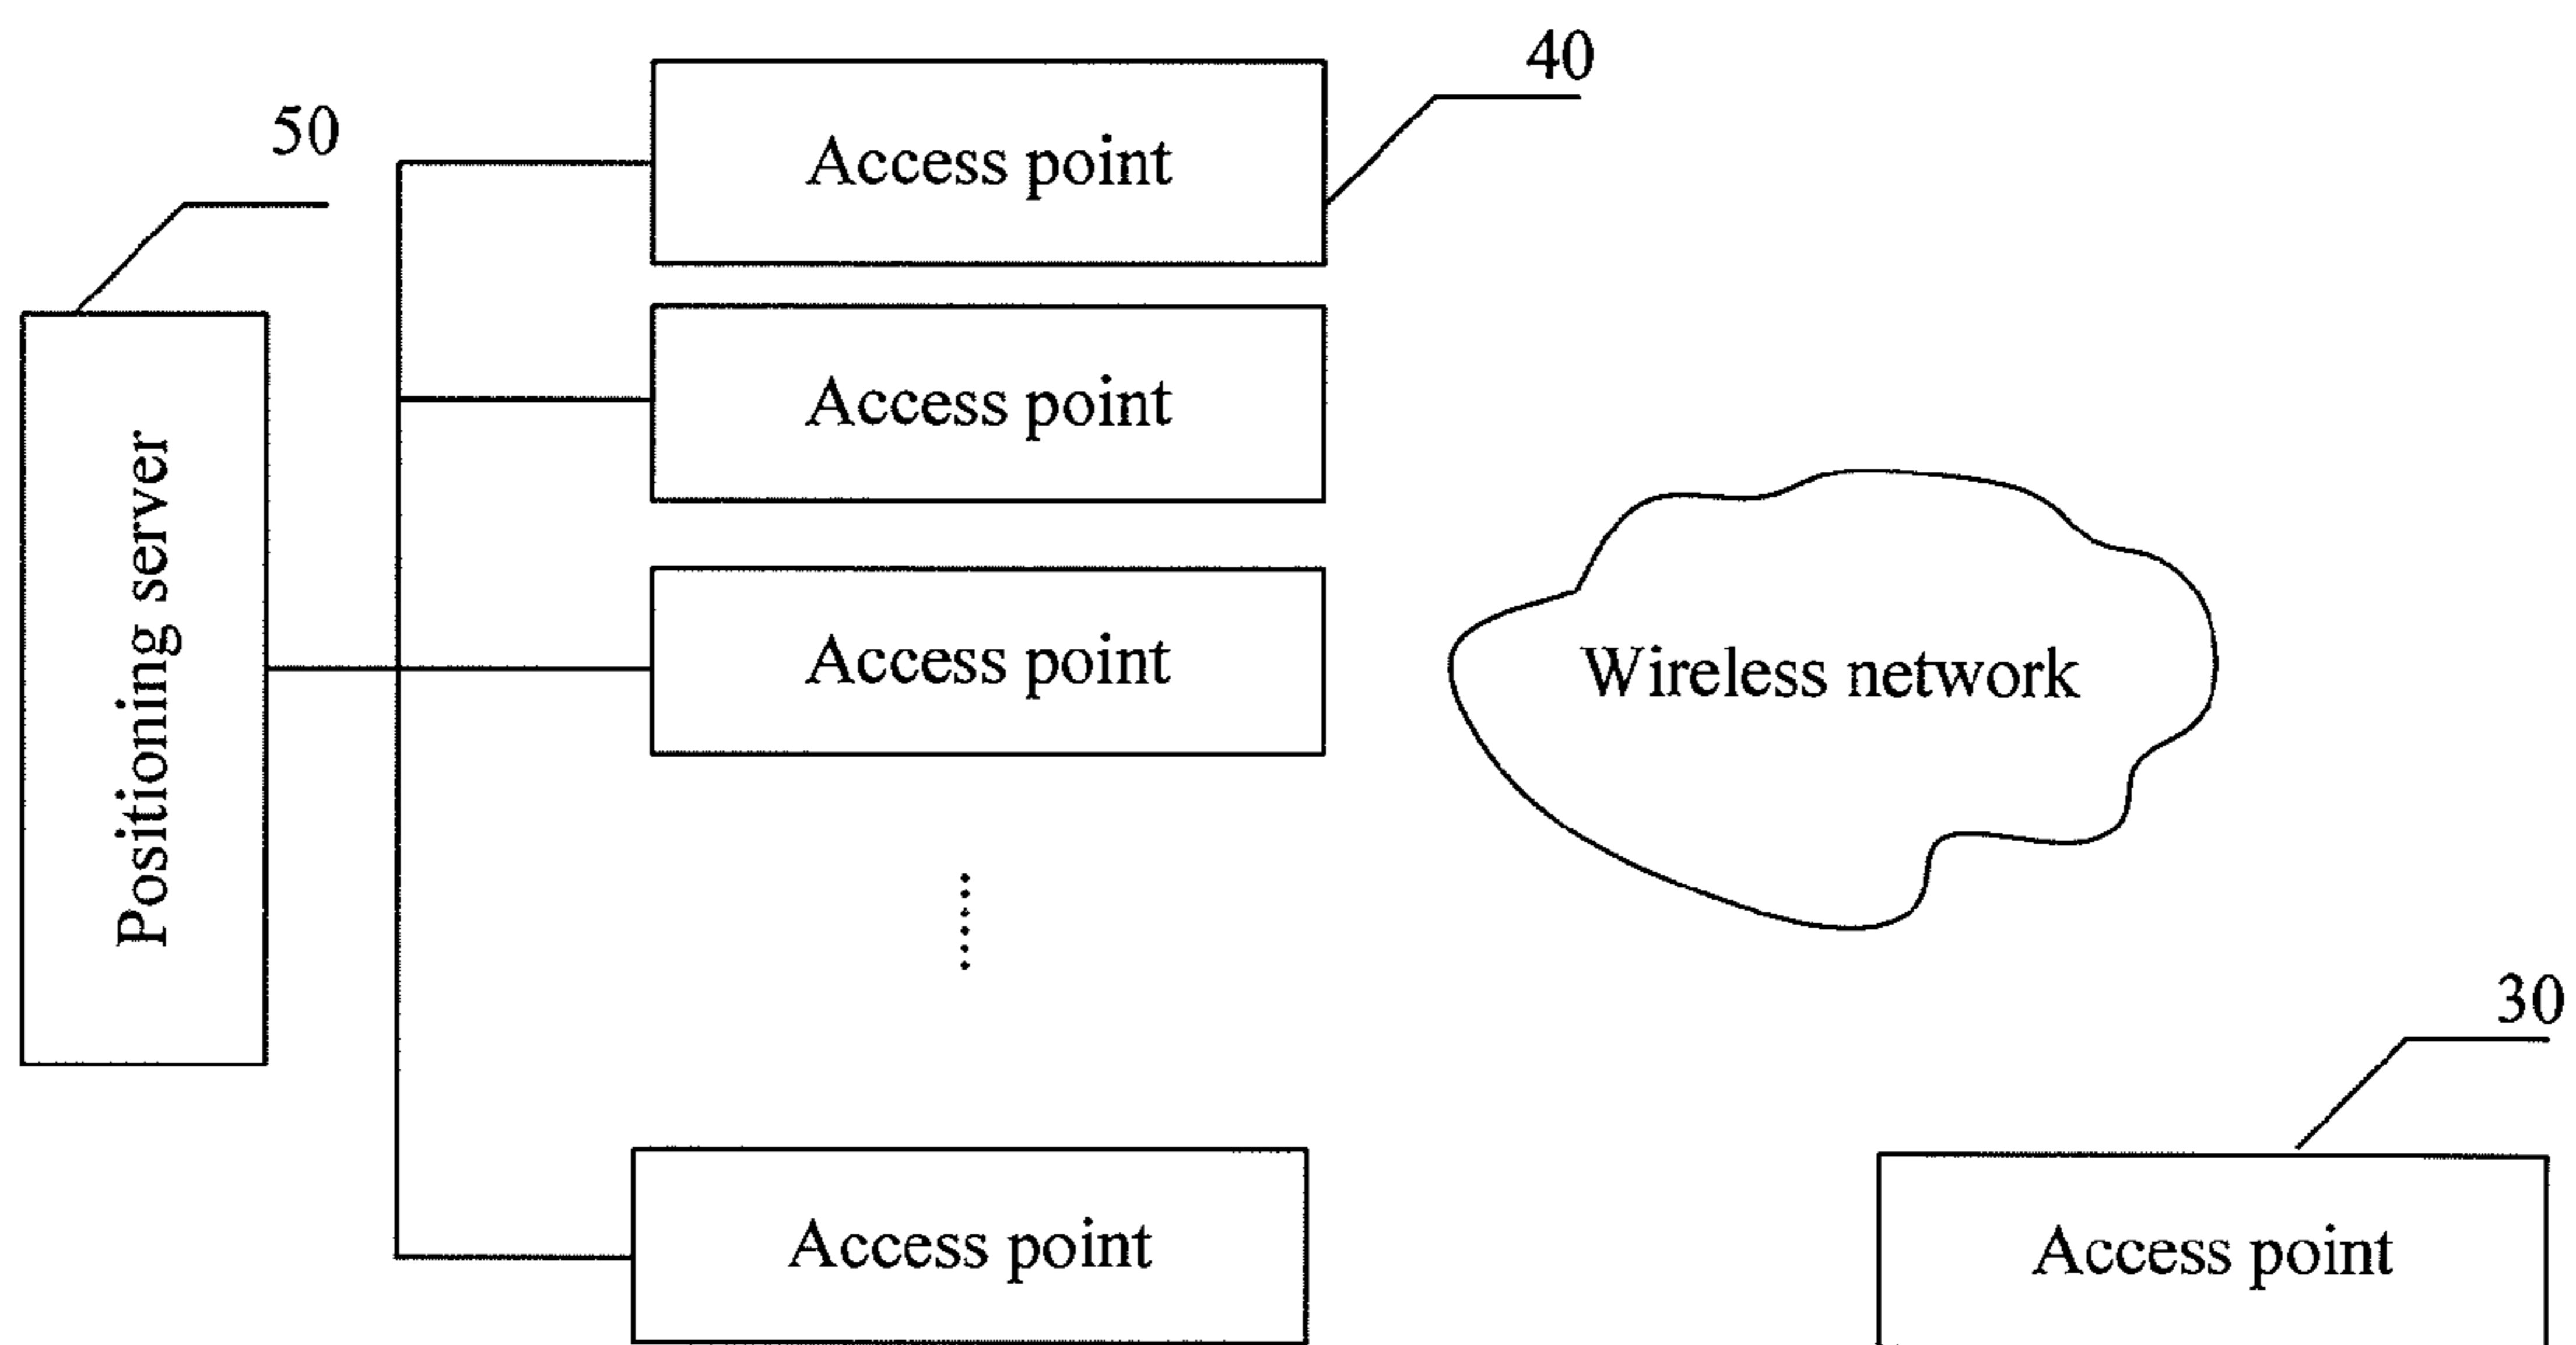 40
50
Access point
Access point
Positioning server
Access point
Wireless network
30
Access point
Access point